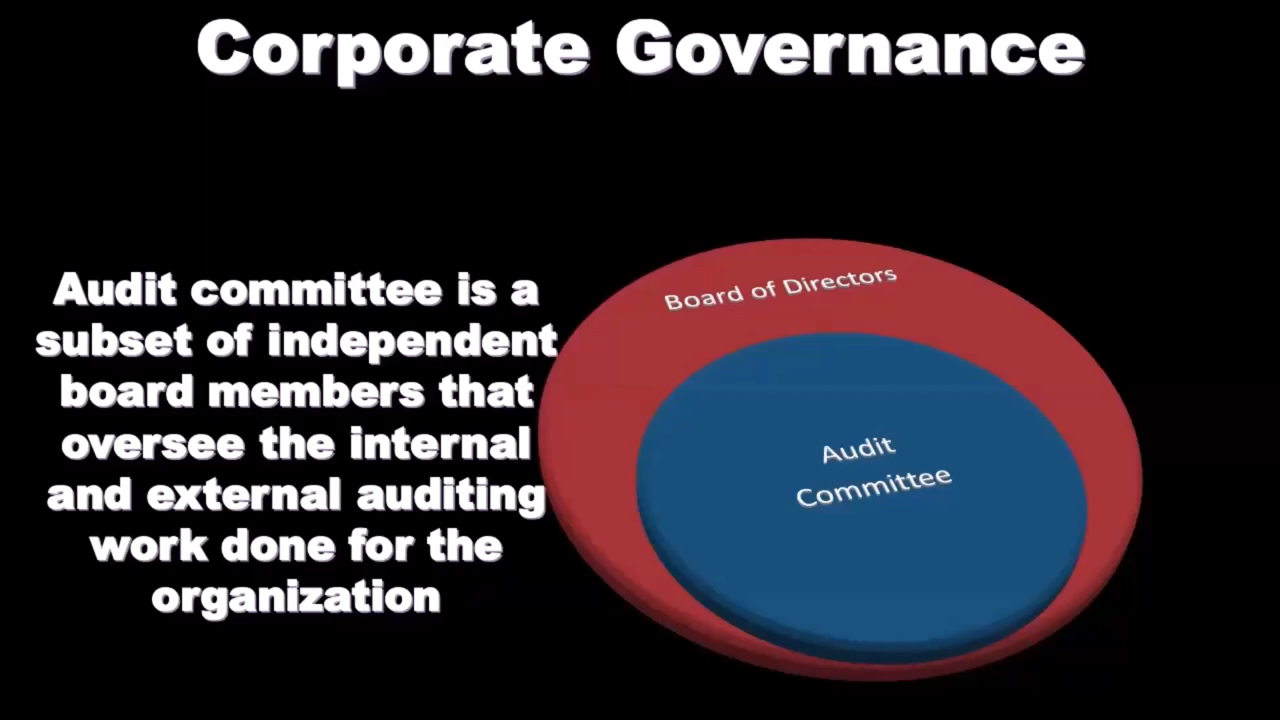 Corporate Governance
Audit committee is a
subset of independent
board members that
oversee the internal
and external auditing
work done for the
organization
Board of Directors
Audit
Committee